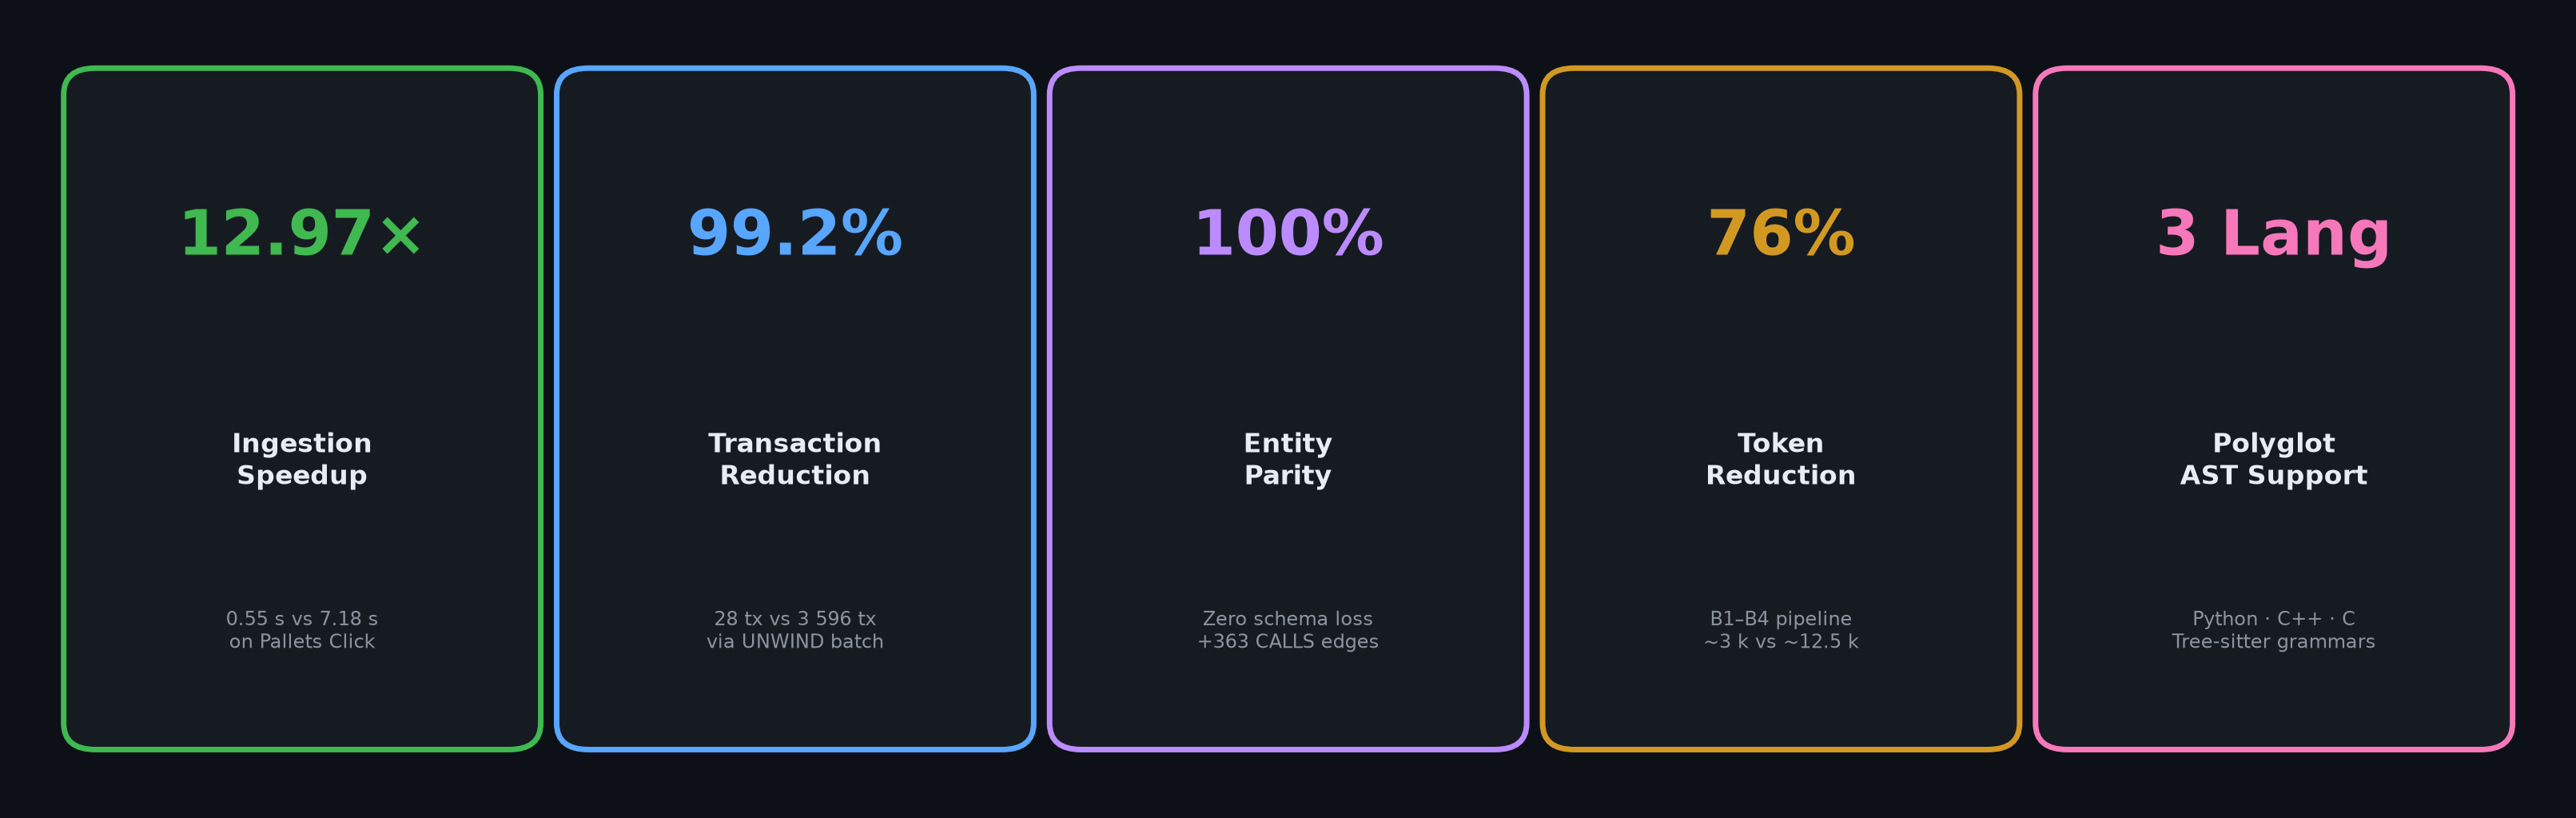 12.97×
Ingestion
Speedup
0.55 s vs 7.18 s
on Pallets Click
99.2%
Transaction
Reduction
28 tx vs 3 596 tx
via UNWIND batch
100%
Entity
Parity
Zero schema loss
+363 CALLS edges
76%
Token
Reduction
B1–B4 pipeline
~3 k vs ~12.5 k
3 Lang
Polyglot
AST Support
Python · C++ · C
Tree-sitter grammars